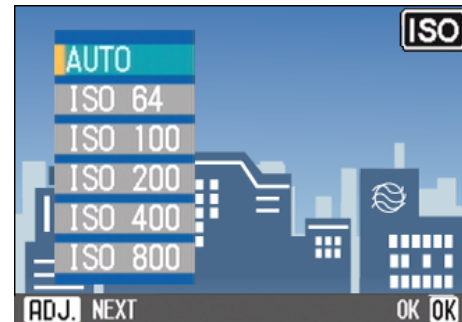 ISO
AUTO
ISO 64
ISO 100
ISO 200
ISO 400
ISO 800
ADJ. NEXT OK OK